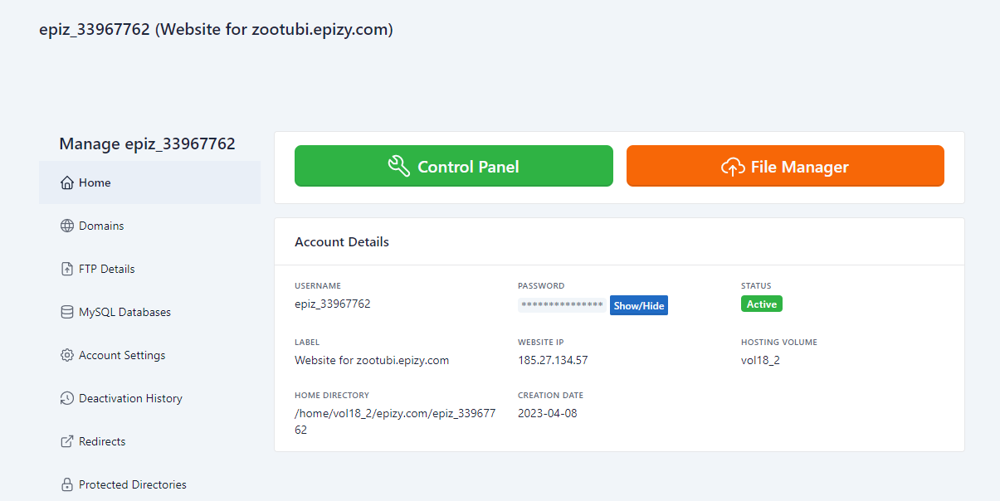 epiz_33967762 (Website for zootubi.epizy.com)
Manage epiz_33967762
Home
Domains
FTP Details
MySQL Databases
Account Settings
Deactivation History
Redirects
Protected Directories
Control Panel
File Manager
Account Details
USERNAME
epiz_33967762
PASSWORD
*************** Show/Hide
STATUS
Active
LABEL
Website for zootubi.epizy.com
WEBSITE IP
185.27.134.57
HOSTING VOLUME
vol18_2
HOME DIRECTORY
/home/vol18_2/epizy.com/epiz_339677
62
CREATION DATE
2023-04-08